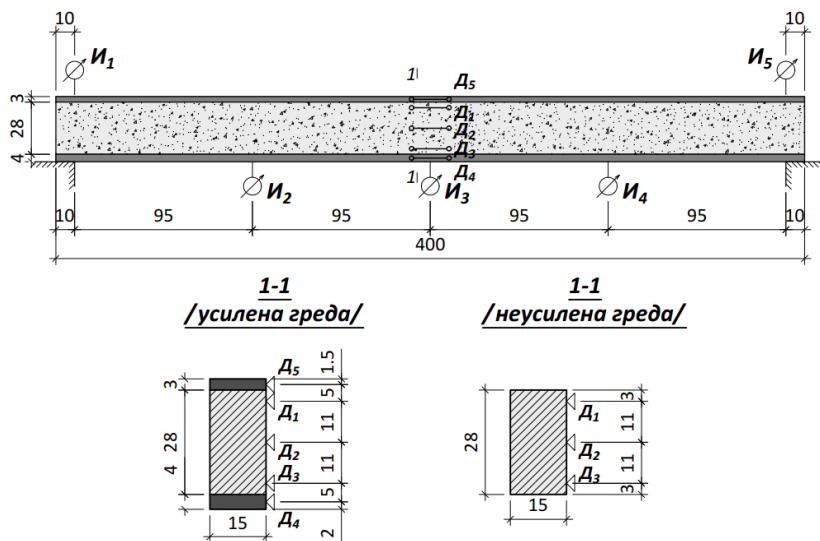 10
10
И₁
И₅
1
Д₅
3
28
4
Д₁
Д₂
Д₃
Д₄
1
И₂
И₃
И₄
10
95
95
95
95
10
400
1-1
/усилена греда/
1-1
/неусилена греда/
3
28
4
15
Д₅
Д₁
Д₂
Д₃
Д₄
1.5
5
11
11
5
2
28
15
Д₁
Д₂
Д₃
3
11
11
3